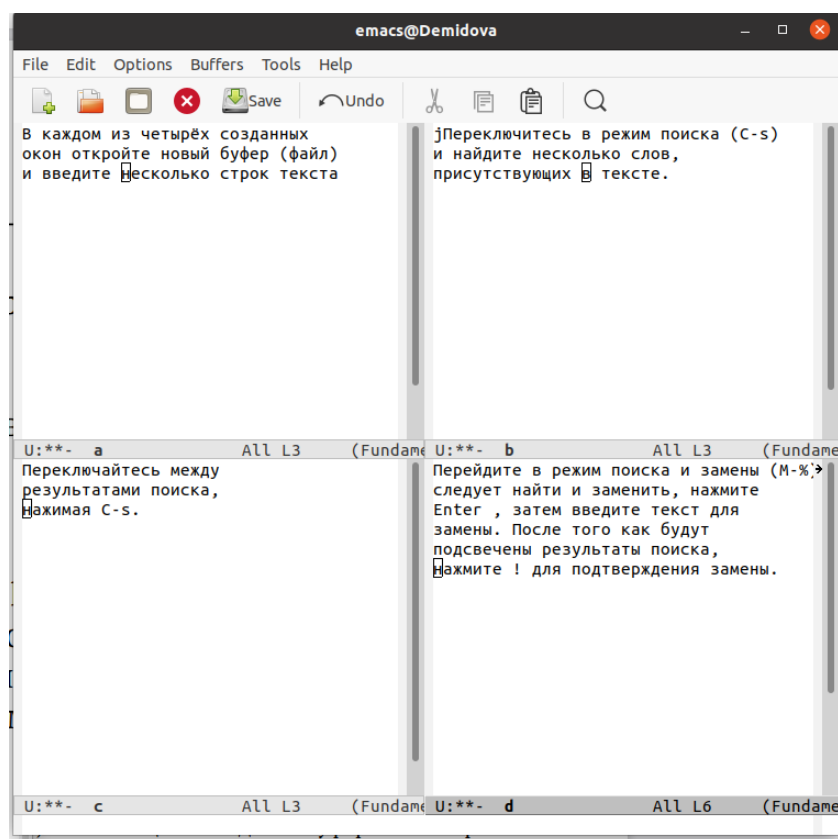 emacs@Demidova
File Edit Options Buffers Tools Help
Save Undo
В каждом из четырёх созданных
окон откройте новый буфер (файл)
и введите несколько строк текста
U:**- a All L3 (Fundame
jПереключитесь в режим поиска (C-s)
и найдите несколько слов,
присутствующих в тексте.
U:**- b All L3 (Fundame
Переключайтесь между
результатами поиска,
нажимая C-s.
U:**- c All L3 (Fundame
Перейдите в режим поиска и замены (M-%)
следует найти и заменить, нажмите
Enter , затем введите текст для
замены. После того как будут
подсвечены результаты поиска,
нажмите ! для подтверждения замены.
U:**- d All L6 (Fundame